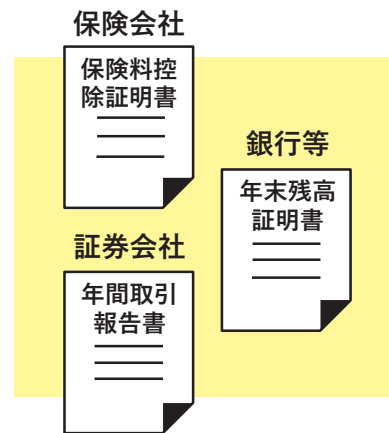 保険会社
保険料控
除証明書
銀行等
年末残高
証明書
証券会社
年間取引
報告書